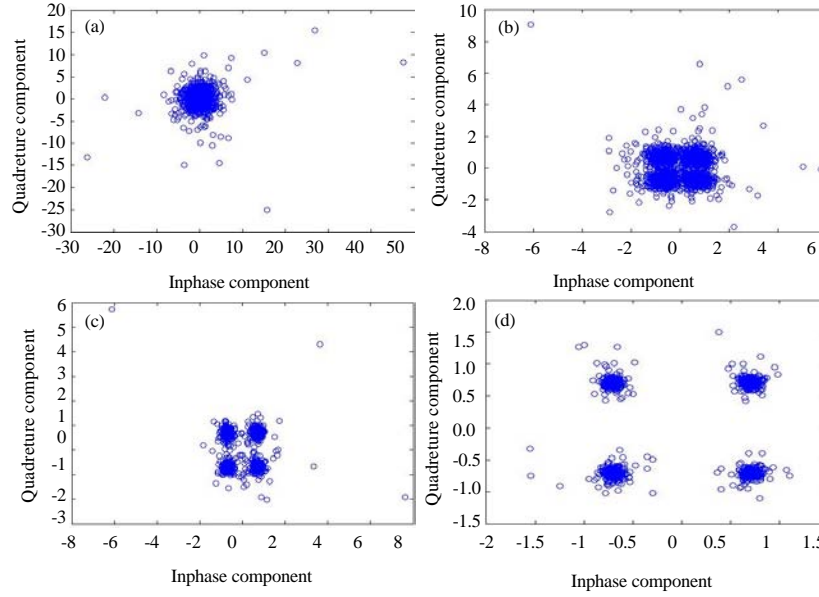 (a)
Quadreture component
20
15
10
5
0
-5
-10
-15
-20
-25
-30
-30 -20 -10 0 10 20 30 40 50
Inphase component
(b)
Quadreture component
10
8
6
4
2
0
-2
-4
-8 -6 -4 -2 0 2 4 6
Inphase component
(c)
Quadreture component
6
5
4
3
2
1
0
-1
-2
-3
-8 -6 -4 -2 0 2 4 6 8
Inphase component
(d)
Quadreture component
2.0
1.5
1.0
0.5
0.0
-0.5
-1.0
-1.5
-2 -1.5 -1 -0.5 0 0.5 1 1.5
Inphase component